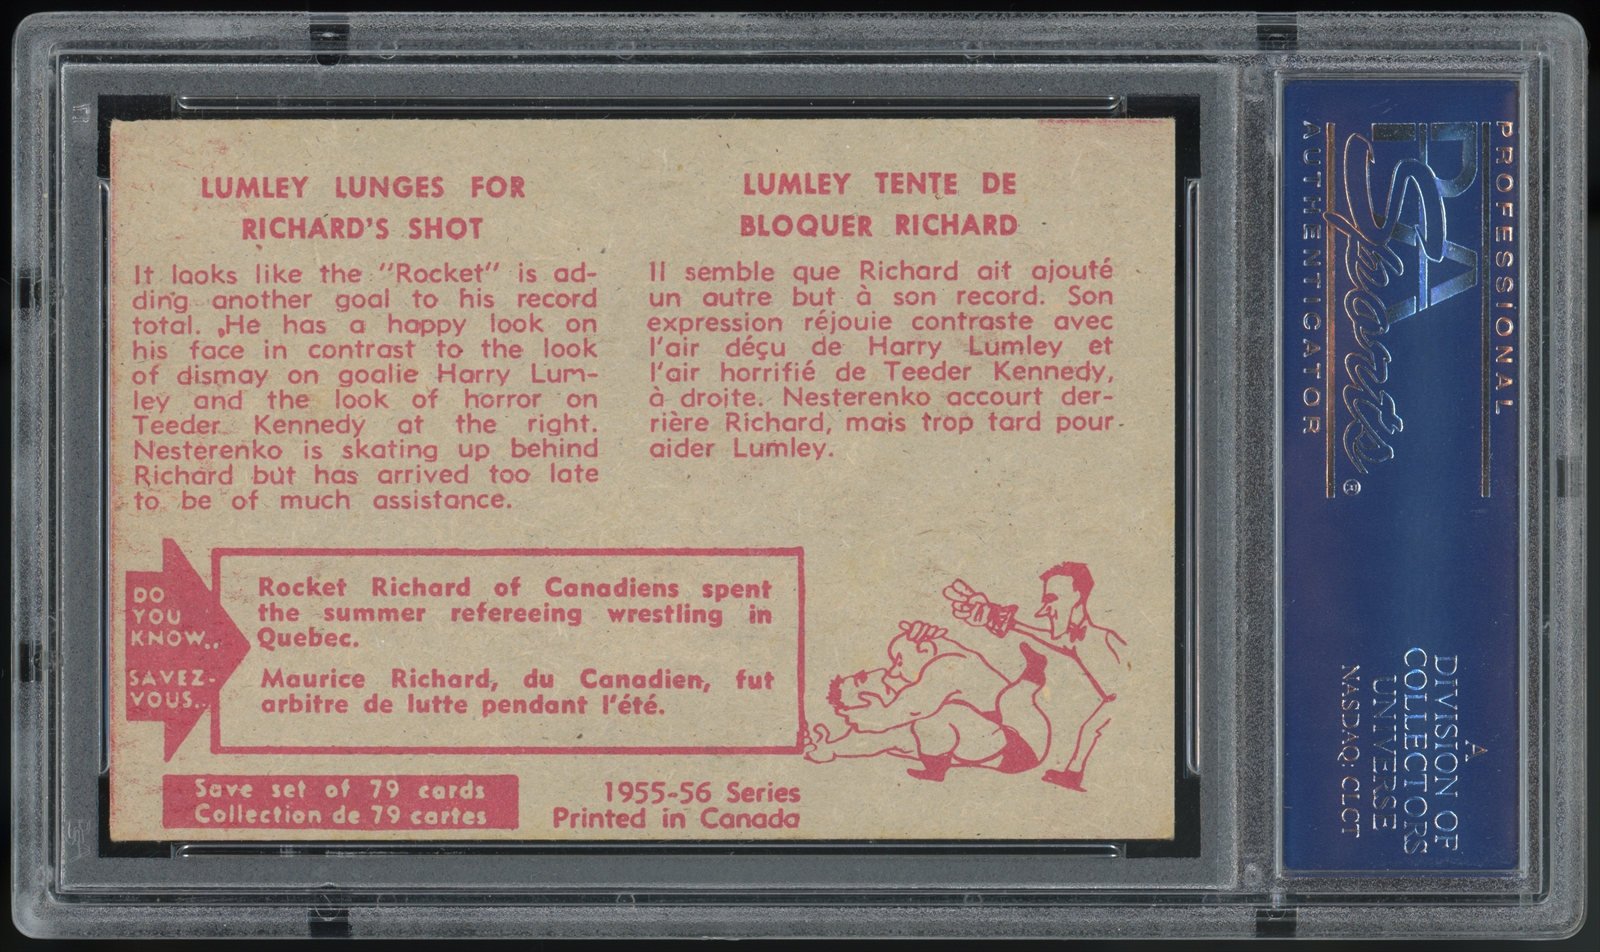 LUMLEY LUNGES FOR
RICHARD'S SHOT
It looks like the "Rocket" is ad-
ding another goal to his record
total. He has a happy look on
his face in contrast to the look
of dismay on goalie Harry Lum-
ley and the look of horror on
Teeder Kennedy at the right.
Nesterenko is skating up behind
Richard but has arrived too late
to be of much assistance.
LUMLEY TENTE DE
BLOQUER RICHARD
Il semble que Richard ait ajouté
un autre but à son record. Son
expression réjouie contraste avec
l'air déçu de Harry Lumley et
l'air horrifié de Teeder Kennedy,
à droite. Nesterenko accourt der-
rière Richard, mais trop tard pour
aider Lumley.
DO
YOU
KNOW..
SAVEZ-
VOUS..
Rocket Richard of Canadiens spent
the summer refereeing wrestling in
Quebec.
Maurice Richard, du Canadien, fut
arbitre de lutte pendant l'été.
Save set of 79 cards
Collection de 79 cartes
1955-56 Series
Printed in Canada
PROFESSIONAL
PSA
Sports®
AUTHENTICATOR
A
DIVISION OF
COLLECTORS
UNIVERSE
NASDAQ: CLCT